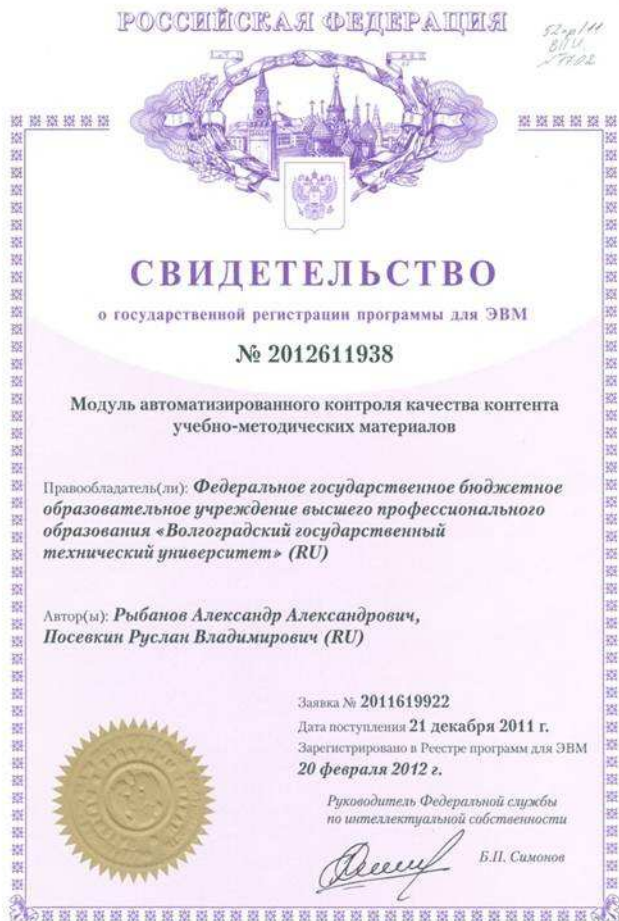 РОССИЙСКАЯ ФЕДЕРАЦИЯ
СВИДЕТЕЛЬСТВО
о государственной регистрации программы для ЭВМ
№ 2012611938
Модуль автоматизированного контроля качества контента
учебно-методических материалов
Правообладатель(ли): Федеральное государственное бюджетное
образовательное учреждение высшего профессионального
образования «Волгоградский государственный
технический университет» (RU)
Автор(ы): Рыбанов Александр Александрович,
Посевкин Руслан Владимирович (RU)
Заявка № 2011619922
Дата поступления 21 декабря 2011 г.
Зарегистрировано в Реестре программ для ЭВМ
20 февраля 2012 г.
Руководитель Федеральной службы
по интеллектуальной собственности
Б.П. Симонов